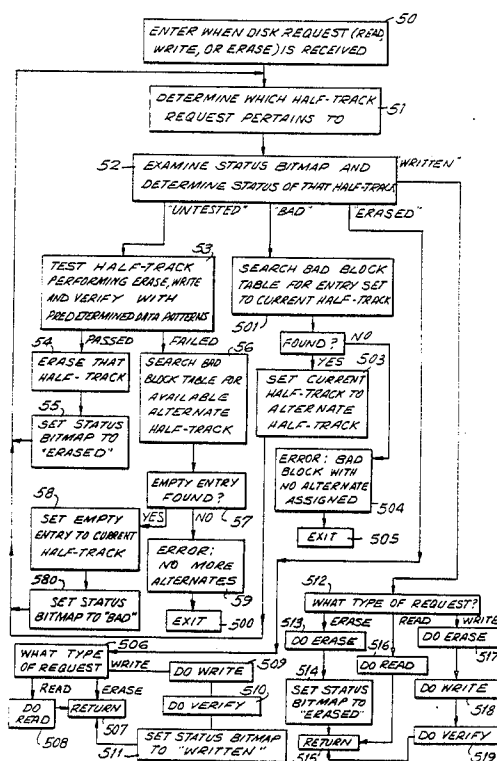 50
ENTER WHEN DISK REQUEST (READ,
WRITE, OR ERASE) IS RECEIVED
DETERMINE WHICH HALF-TRACK
REQUEST PERTAINS TO
51
52
EXAMINE STATUS BITMAP AND
DETERMINE STATUS OF THAT HALF-TRACK
"WRITTEN"
"UNTESTED"
"BAD"
"ERASED"
53
TEST HALF-TRACK
PERFORMING ERASE, WRITE
AND VERIFY WITH
PREDETERMINED DATA PATTERNS
SEARCH BAD BLOCK
TABLE FOR ENTRY SET
TO CURRENT HALF-TRACK
501
PASSED
FAILED
54
ERASE THAT
HALF-TRACK
55
SET STATUS
BITMAP TO
"ERASED"
56
SEARCH BAD
BLOCK TABLE FOR
AVAILABLE
ALTERNATE
HALF-TRACK
FOUND?
NO
YES
503
SET CURRENT
HALF-TRACK TO
ALTERNATE
HALF-TRACK
ERROR: BAD
BLOCK WITH
NO ALTERNATE
ASSIGNED
504
EXIT
505
EMPTY ENTRY
FOUND?
57
YES
NO
58
SET EMPTY
ENTRY TO CURRENT
HALF-TRACK
580
SET STATUS
BITMAP TO "BAD"
ERROR:
NO MORE
ALTERNATES
59
EXIT
500
506
WHAT TYPE
OF REQUEST
WRITE
READ
ERASE
DO
READ
508
RETURN
507
509
DO WRITE
510
DO VERIFY
SET STATUS BITMAP
TO "WRITTEN"
511
512
WHAT TYPE OF REQUEST?
ERASE
READ
WRITE
513
DO ERASE
516
DO READ
DO ERASE
517
514
SET STATUS
BITMAP TO
"ERASED"
DO WRITE
518
RETURN
515
DO VERIFY
519